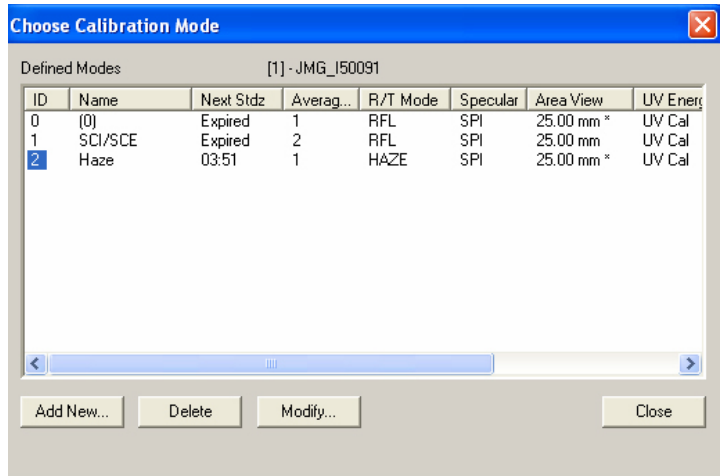 Choose Calibration Mode
Defined Modes [1] - JMG_I50091
ID Name Next Stdz Averag... R/T Mode Specular Area View UV Energ
0 (0) Expired 1 RFL SPI 25.00 mm * UV Cal
1 SCI/SCE Expired 2 RFL SPI 25.00 mm UV Cal
2 Haze 03:51 1 HAZE SPI 25.00 mm * UV Cal
Add New... Delete Modify... Close